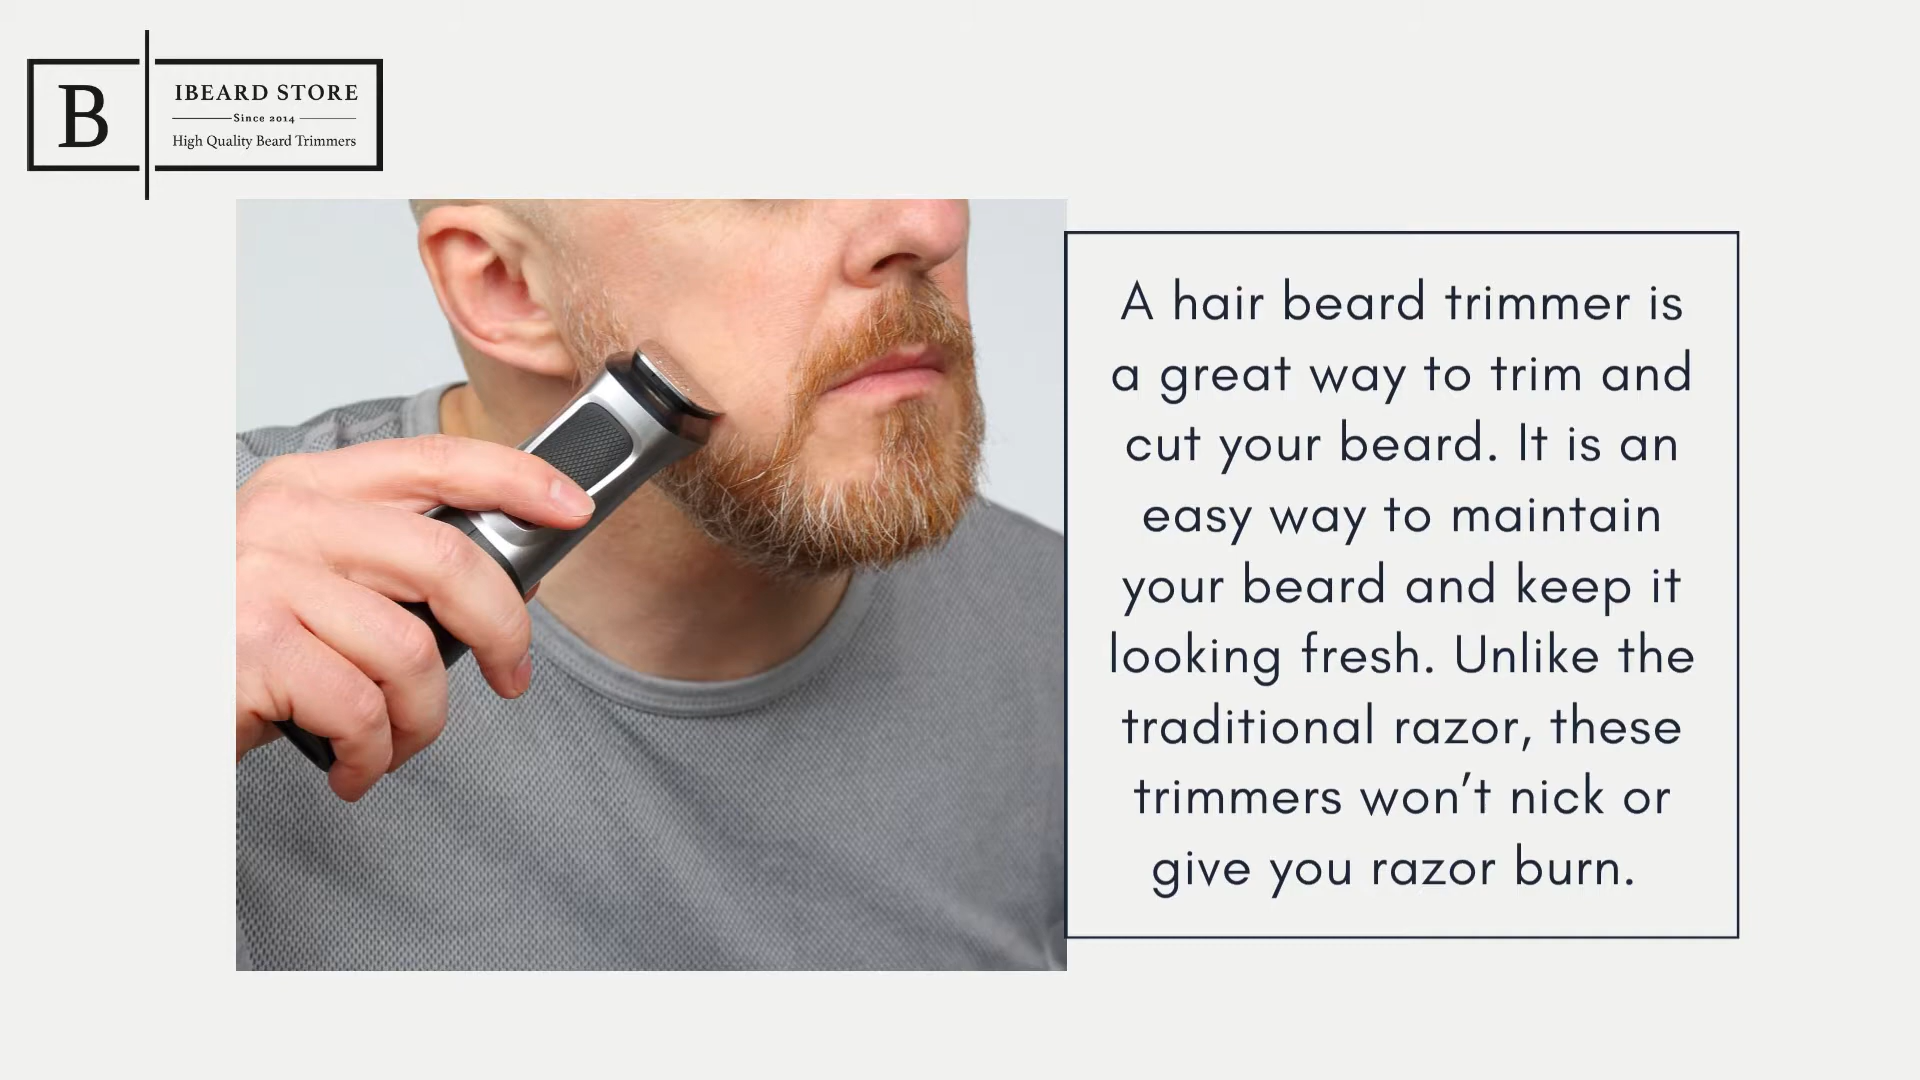 B
IBEARD STORE
Since 2014
High Quality Beard Trimmers
A hair beard trimmer is
a great way to trim and
cut your beard. It is an
easy way to maintain
your beard and keep it
looking fresh. Unlike the
traditional razor, these
trimmers won’t nick or
give you razor burn.